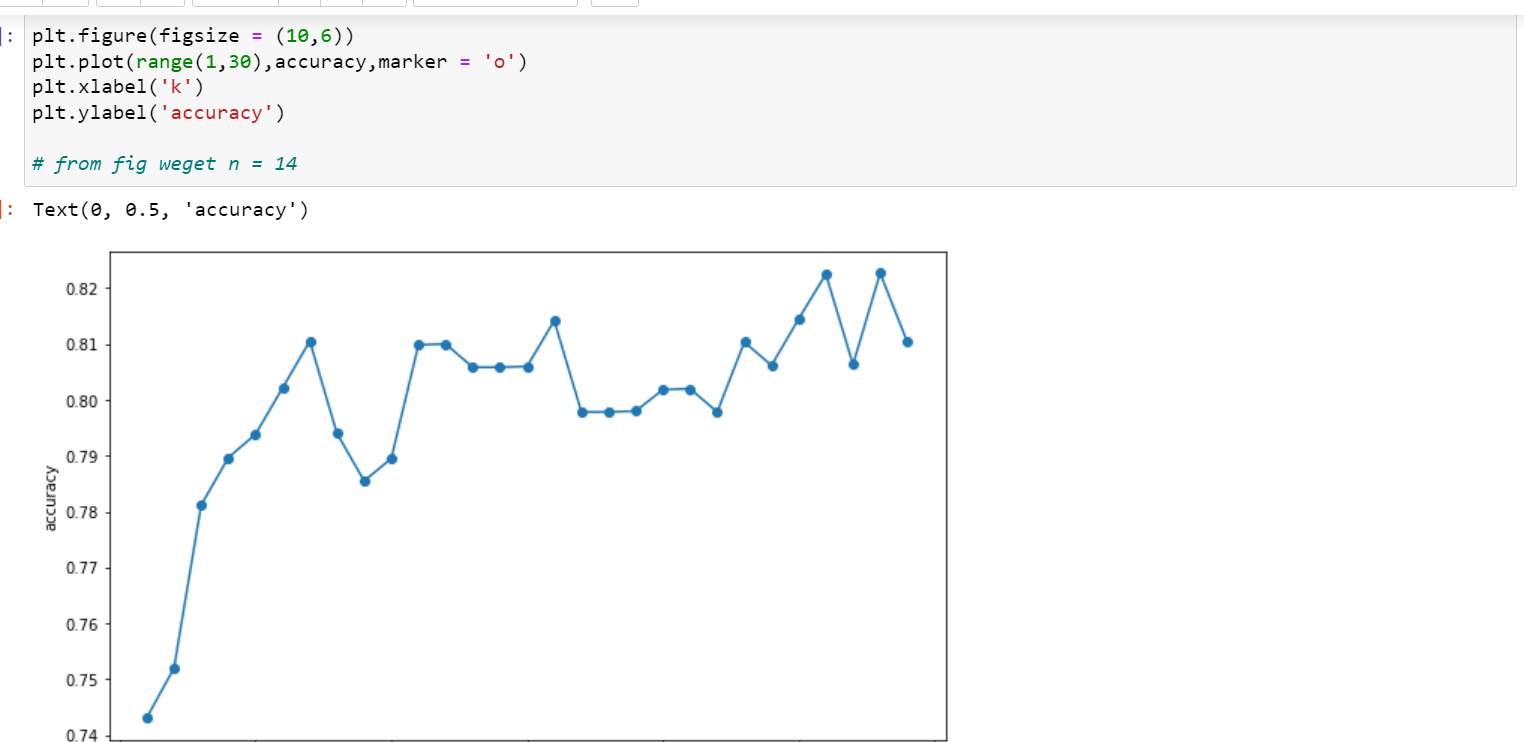 ]:
plt.figure(figsize = (10,6))
plt.plot(range(1,30),accuracy,marker = 'o')
plt.xlabel('k')
plt.ylabel('accuracy')
# from fig weget n = 14
]: Text(0, 0.5, 'accuracy')
0.82
0.81
0.80
0.79
accuracy
0.78
0.77
0.76
0.75
0.74